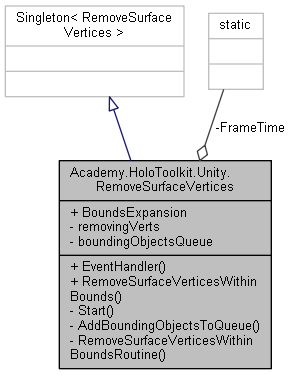 Singleton< RemoveSurface
Vertices >
static
-FrameTime
Academy.HoloToolkit.Unity.
RemoveSurfaceVertices
+ BoundsExpansion
- removingVerts
- boundingObjectsQueue
+ EventHandler()
+ RemoveSurfaceVerticesWithin
Bounds()
- Start()
- AddBoundingObjectsToQueue()
- RemoveSurfaceVerticesWithin
BoundsRoutine()